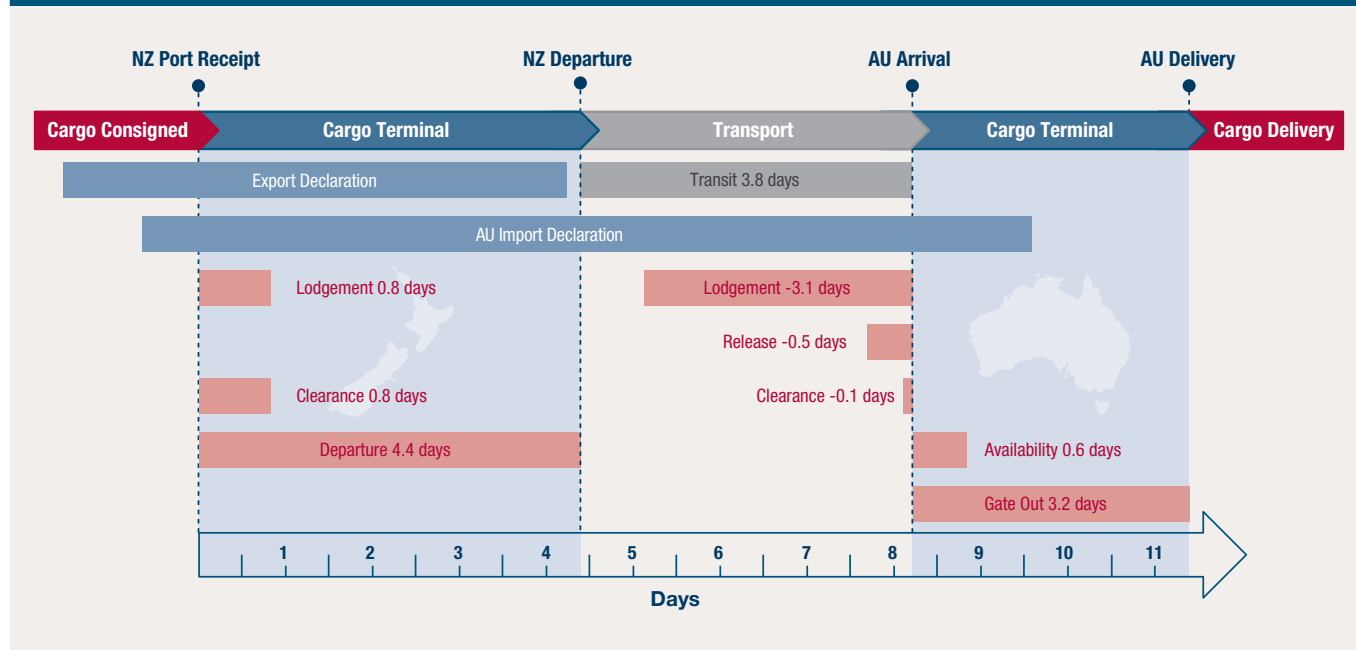 NZ Port Receipt
NZ Departure
AU Arrival
AU Delivery
Cargo Consigned
Cargo Terminal
Transport
Cargo Terminal
Cargo Delivery
Export Declaration
Transit 3.8 days
AU Import Declaration
Lodgement 0.8 days
Lodgement -3.1 days
Release -0.5 days
Clearance 0.8 days
Clearance -0.1 days
Departure 4.4 days
Availability 0.6 days
Gate Out 3.2 days
1 2 3 4 5 6 7 8 9 10 11
Days